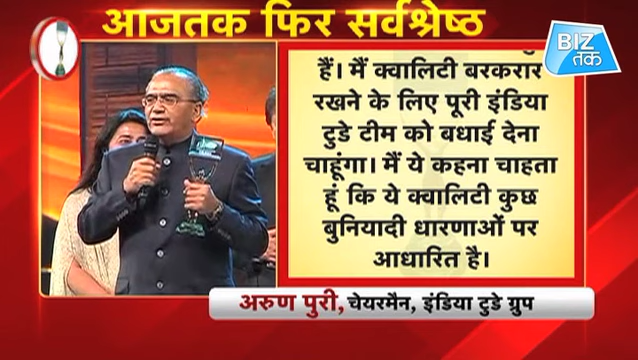 आजतक फिर सर्वश्रेष्ठ
BIZ
तक
हैं। मैं क्वालिटी बरकरार
रखने के लिए पूरी इंडिया
टुडे टीम को बधाई देना
चाहूंगा। मैं ये कहना चाहता
हूं कि ये क्वालिटी कुछ
बुनियादी धारणाओं पर
आधारित है।
अरुण पुरी, चेयरमैन, इंडिया टुडे ग्रुप